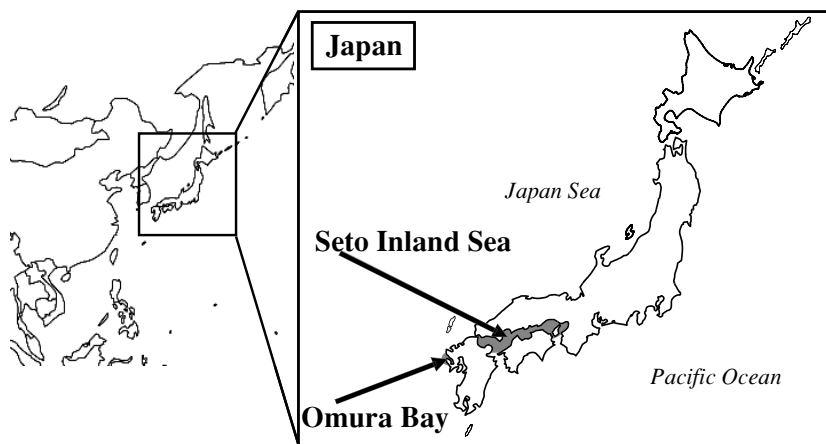 Japan
Japan Sea
Seto Inland Sea
Pacific Ocean
Omura Bay